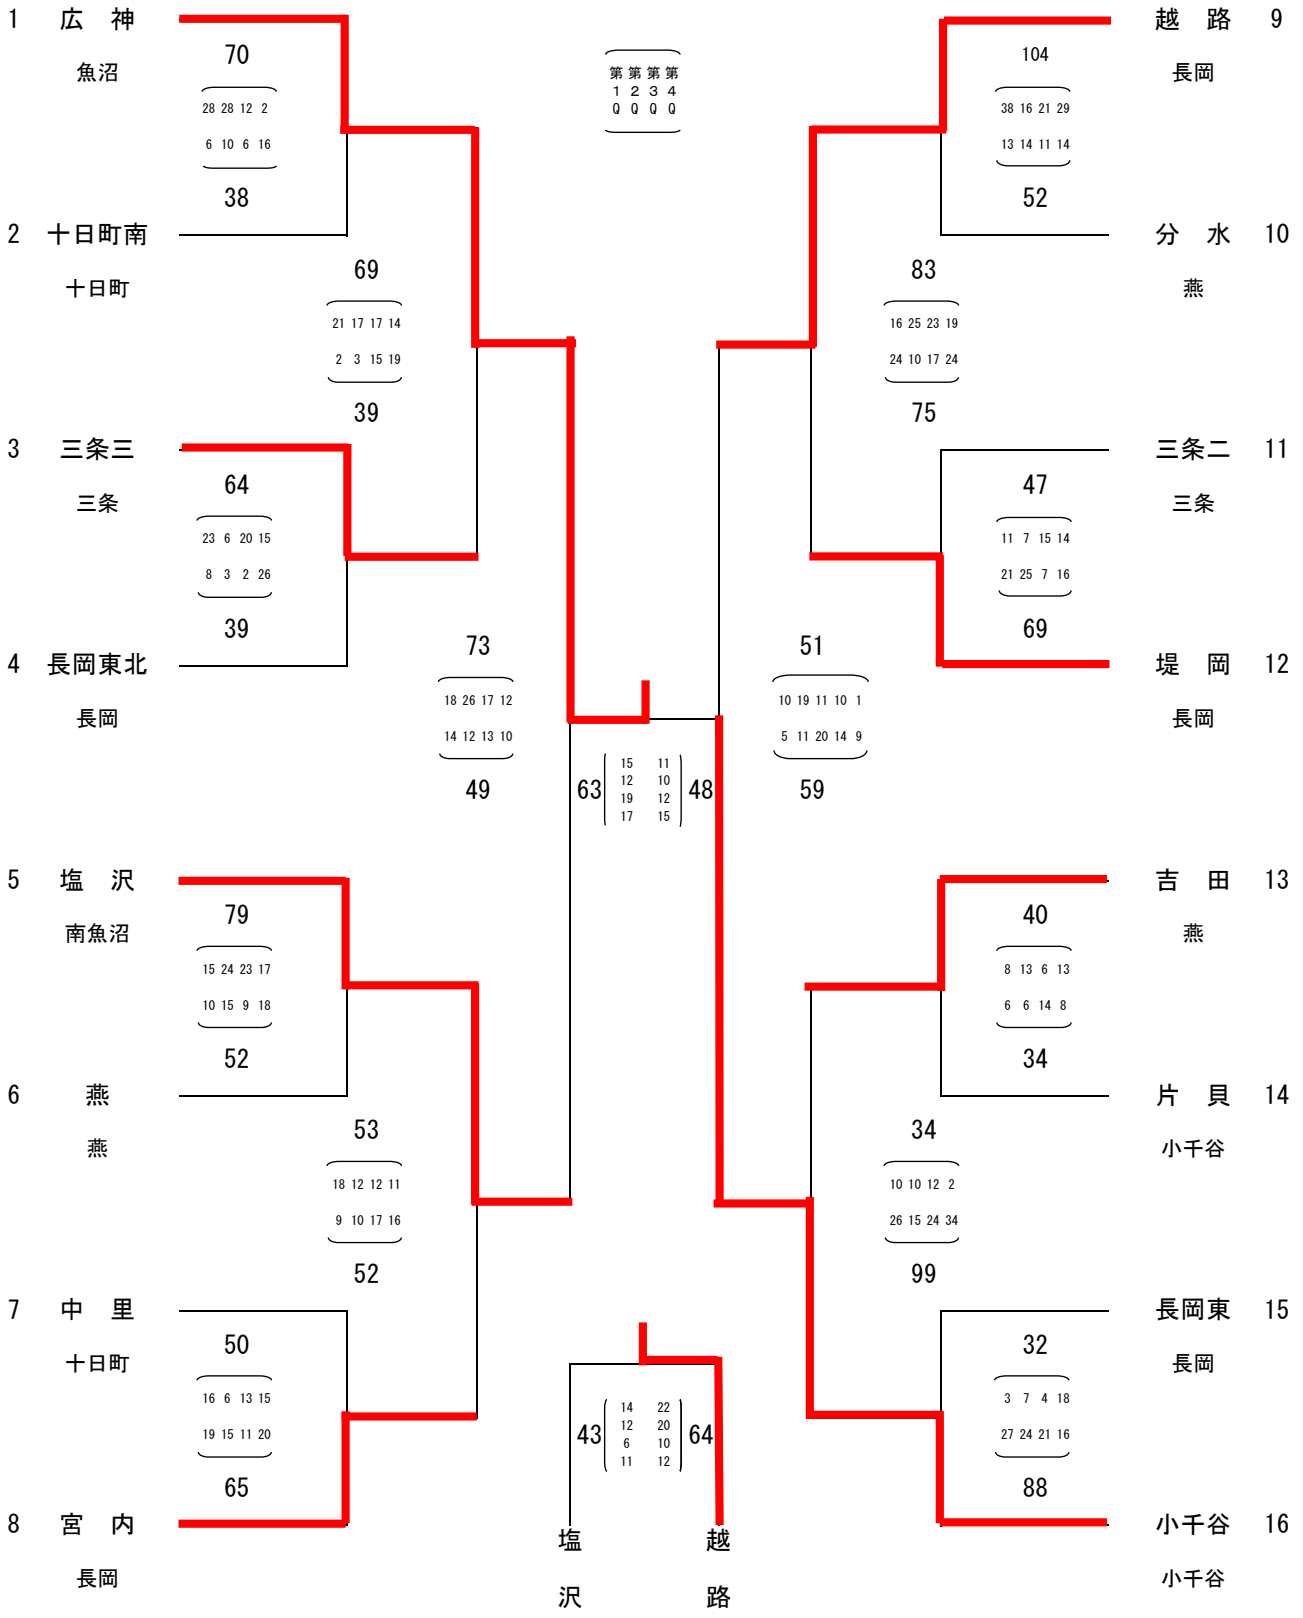 1 広 神
魚沼
70
28 28 12 2
6 10 6 16
38
2 十日町南
十日町
69
21 17 17 14
2 3 15 19
39
3 三条三
三条
64
23 6 20 15
8 3 2 26
39
4 長岡東北
長岡
73
18 26 17 12
14 12 13 10
49
5 塩 沢
南魚沼
79
15 24 23 17
10 15 9 18
52
6 燕
燕
53
18 12 12 11
9 10 17 16
52
7 中 里
十日町
50
16 6 13 15
19 15 11 20
65
8 宮 内
長岡
第 第 第 第
1 2 3 4
Q Q Q Q
63
15 11
12 10
19 12
17 15
48
43
14 22
12 20
6 10
11 12
64
塩沢
越路
越 路 9
長岡
104
38 16 21 29
13 14 11 14
52
分 水 10
燕
83
16 25 23 19
24 10 17 24
75
三条二 11
三条
47
11 7 15 14
21 25 7 16
69
堤 岡 12
長岡
51
10 19 11 10 1
5 11 20 14 9
59
吉 田 13
燕
40
8 13 6 13
6 6 14 8
34
片 貝 14
小千谷
34
10 10 12 2
26 15 24 34
99
長岡東 15
長岡
32
3 7 4 18
27 24 21 16
88
小千谷 16
小千谷